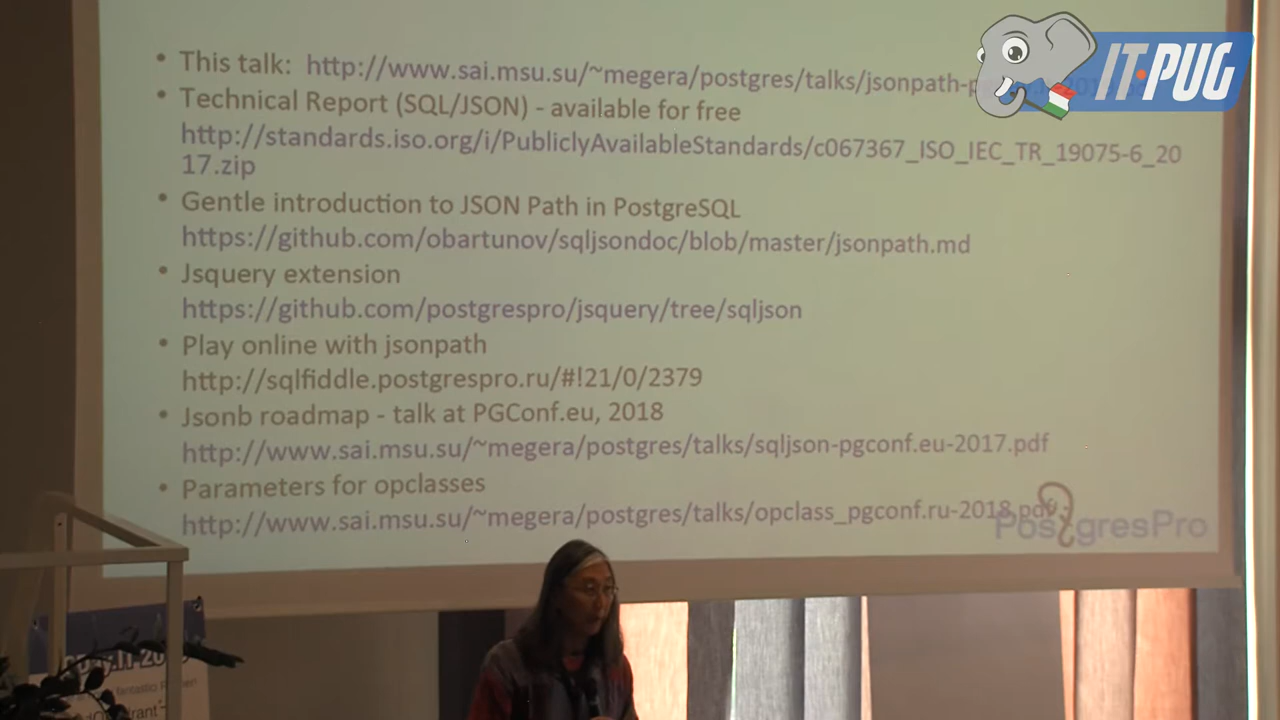 • This talk: http://www.sai.msu.su/~megera/postgres/talks/jsonpath-
IT·PUG
• Technical Report (SQL/JSON) - available for free
http://standards.iso.org/i/PubliclyAvailableStandards/c067367_ISO_IEC_TR_19075-6_20
17.zip
• Gentle introduction to JSON Path in PostgreSQL
https://github.com/obartunov/sqljsondoc/blob/master/jsonpath.md
• Jsquery extension
https://github.com/postgrespro/jsquery/tree/sqljson
• Play online with jsonpath
http://sqlfiddle.postgrespro.ru/#!21/0/2379
• Jsonb roadmap - talk at PGConf.eu, 2018
http://www.sai.msu.su/~megera/postgres/talks/sqljson-pgconf.eu-2017.pdf
• Parameters for opclasses
http://www.sai.msu.su/~megera/postgres/talks/opclass_pgconf.ru-2018.pdf
PostgresPro